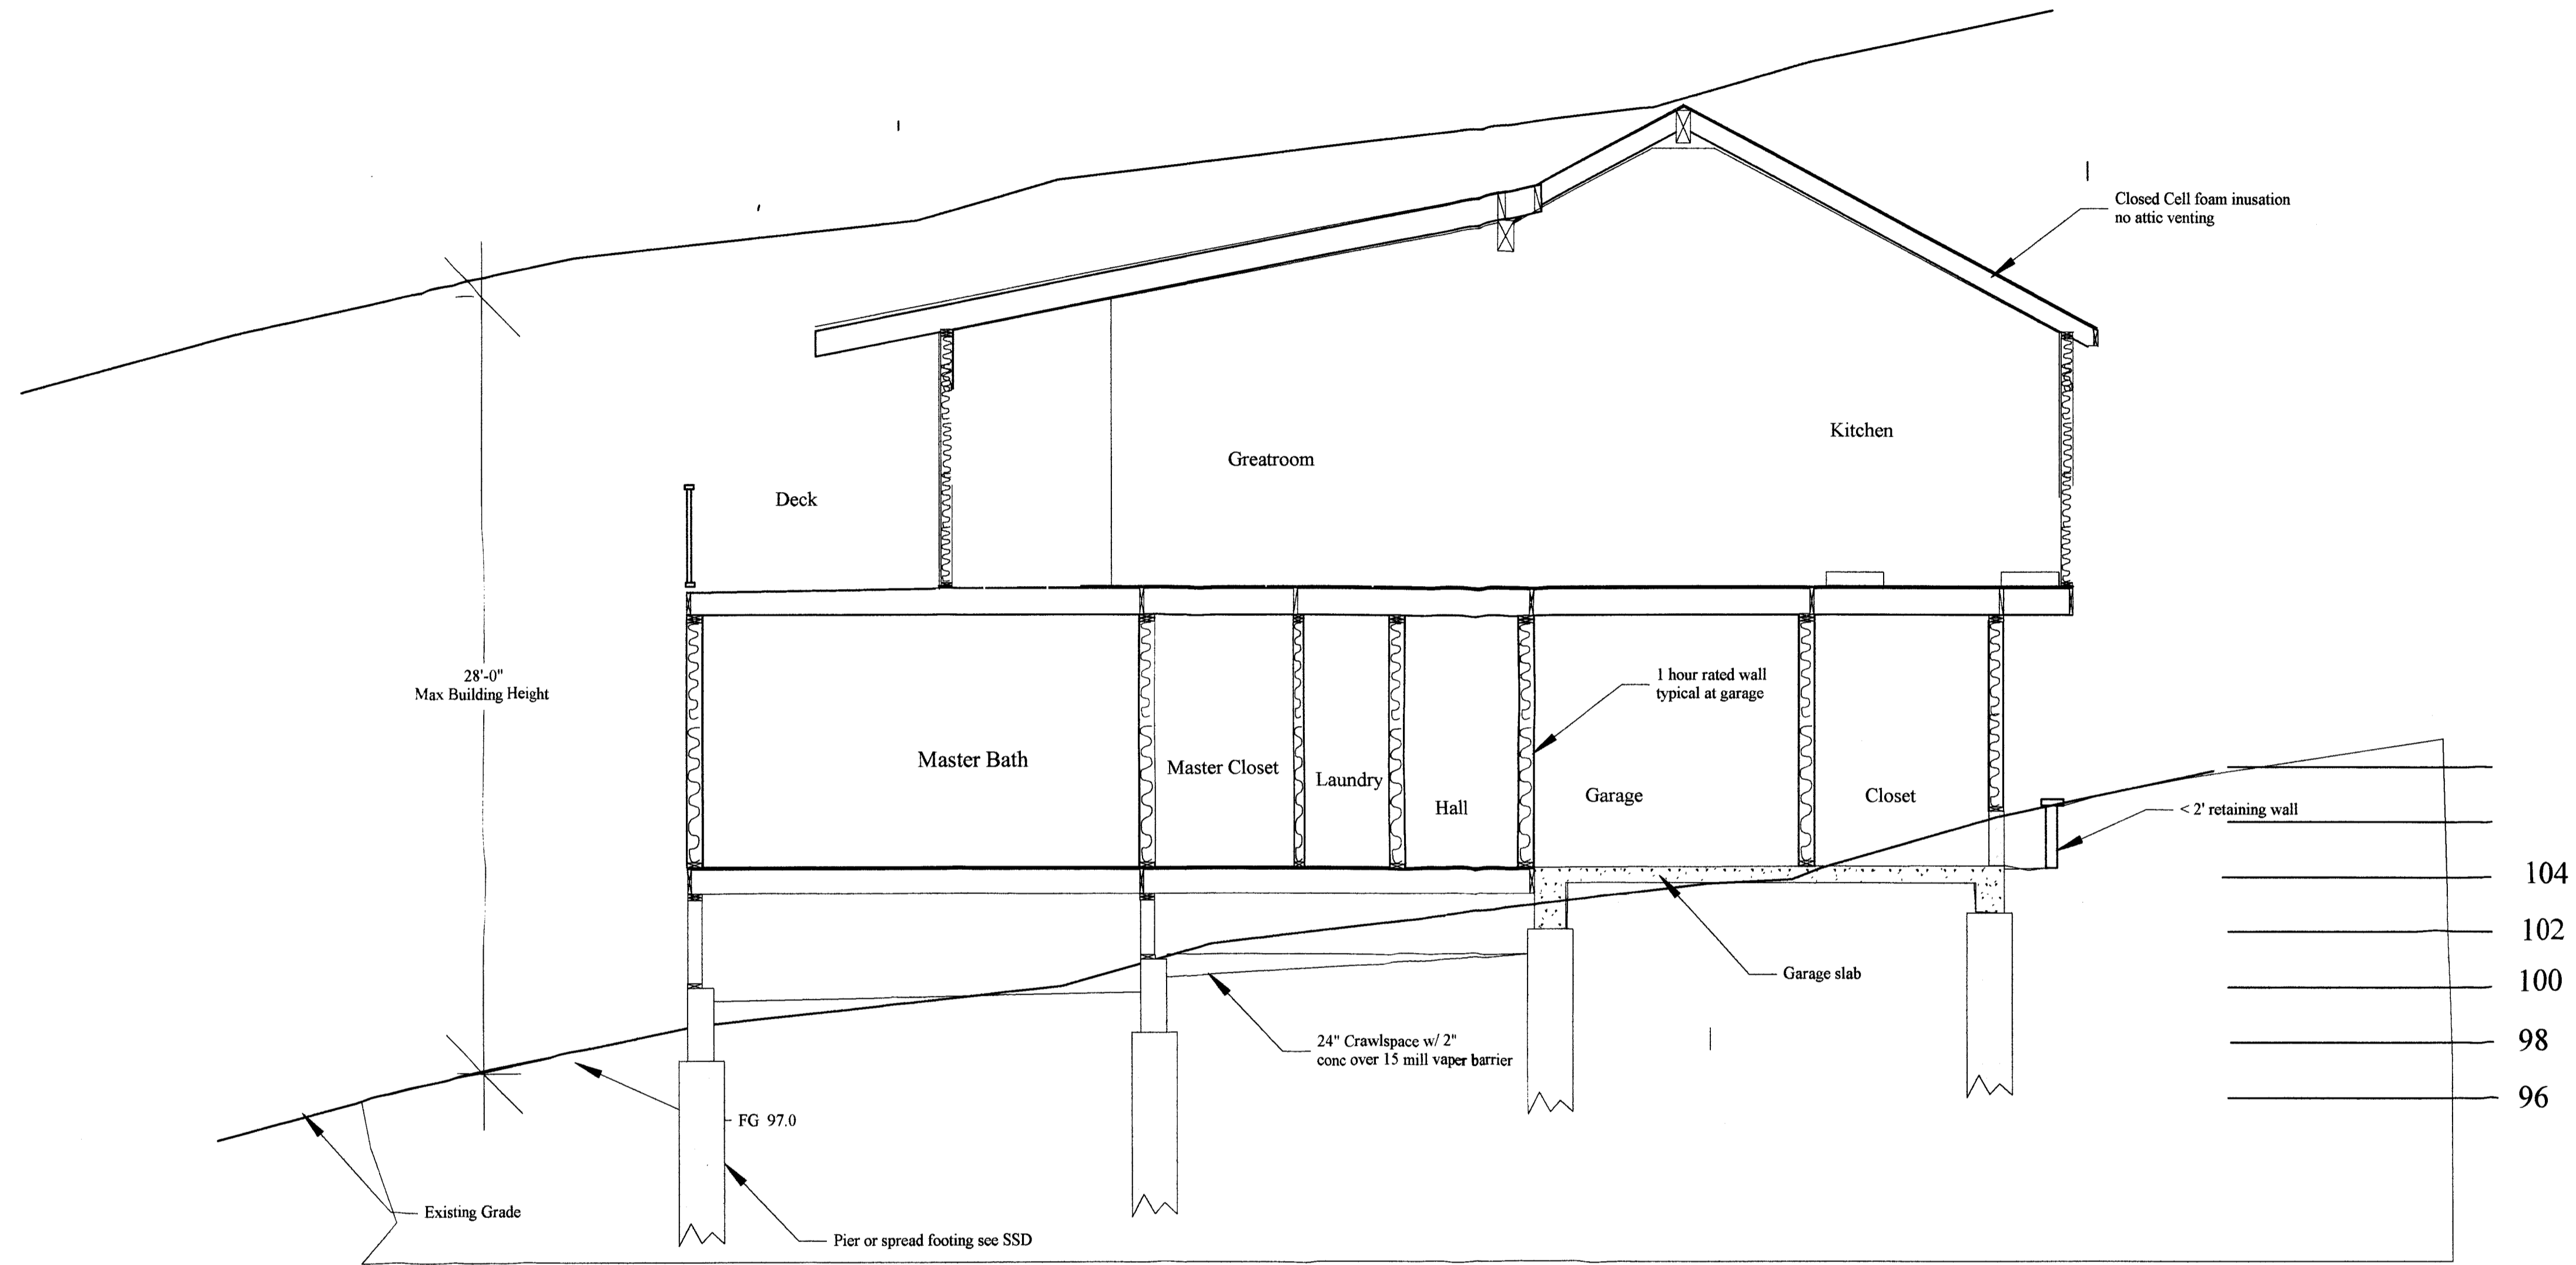 Closed Cell foam inusation
no attic venting
Kitchen
Greatroom
Deck
28'-0"
Max Building Height
1 hour rated wall
typical at garage
Master Bath
Master Closet
Laundry
Hall
Garage
Closet
< 2' retaining wall
104
102
100
98
96
Garage slab
24" Crawlspace w/ 2"
conc over 15 mill vaper barrier
FG 97.0
Existing Grade
Pier or spread footing see SSD